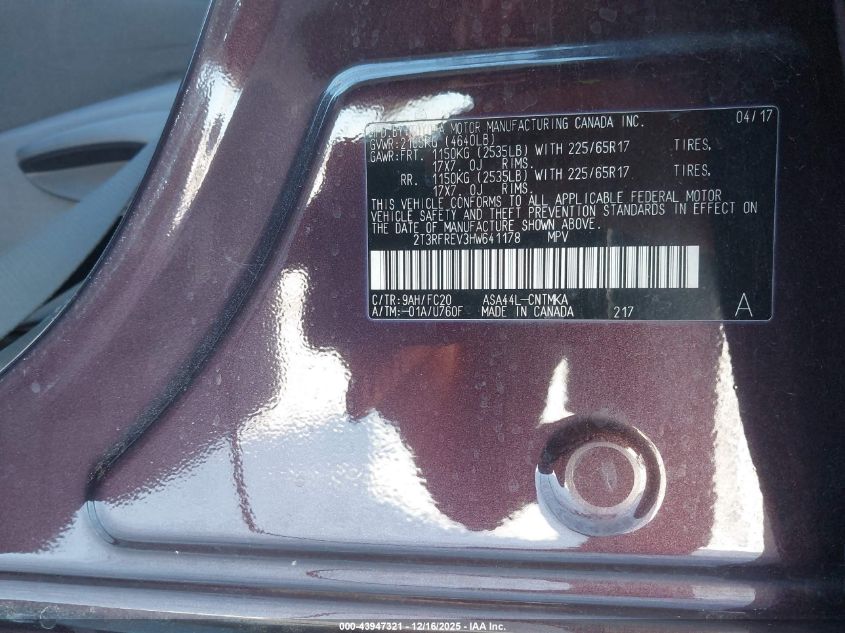 MOTOR MANUFACTURING CANADA INC. 04/17
GVWR: (4640LB)
GAWR:FRT. 1150KG (2535LB) WITH 225/65R17 TIRES,
17X7.0J RIMS.
RR. 1150KG (2535LB) WITH 225/65R17 TIRES,
17X7.0J RIMS.
THIS VEHICLE CONFORMS TO ALL APPLICABLE FEDERAL MOTOR
VEHICLE SAFETY AND THEFT PREVENTION STANDARDS IN EFFECT ON
THE DATE OF MANUFACTURE SHOWN ABOVE.
2T3RFREV3HW641178 MPV
C/TR:9AH/FC20 ASA44L-CNTMKA
A/TM:-01A/U760F MADE IN CANADA 217 A
000-43947321 - 12/16/2025 - IAA Inc.